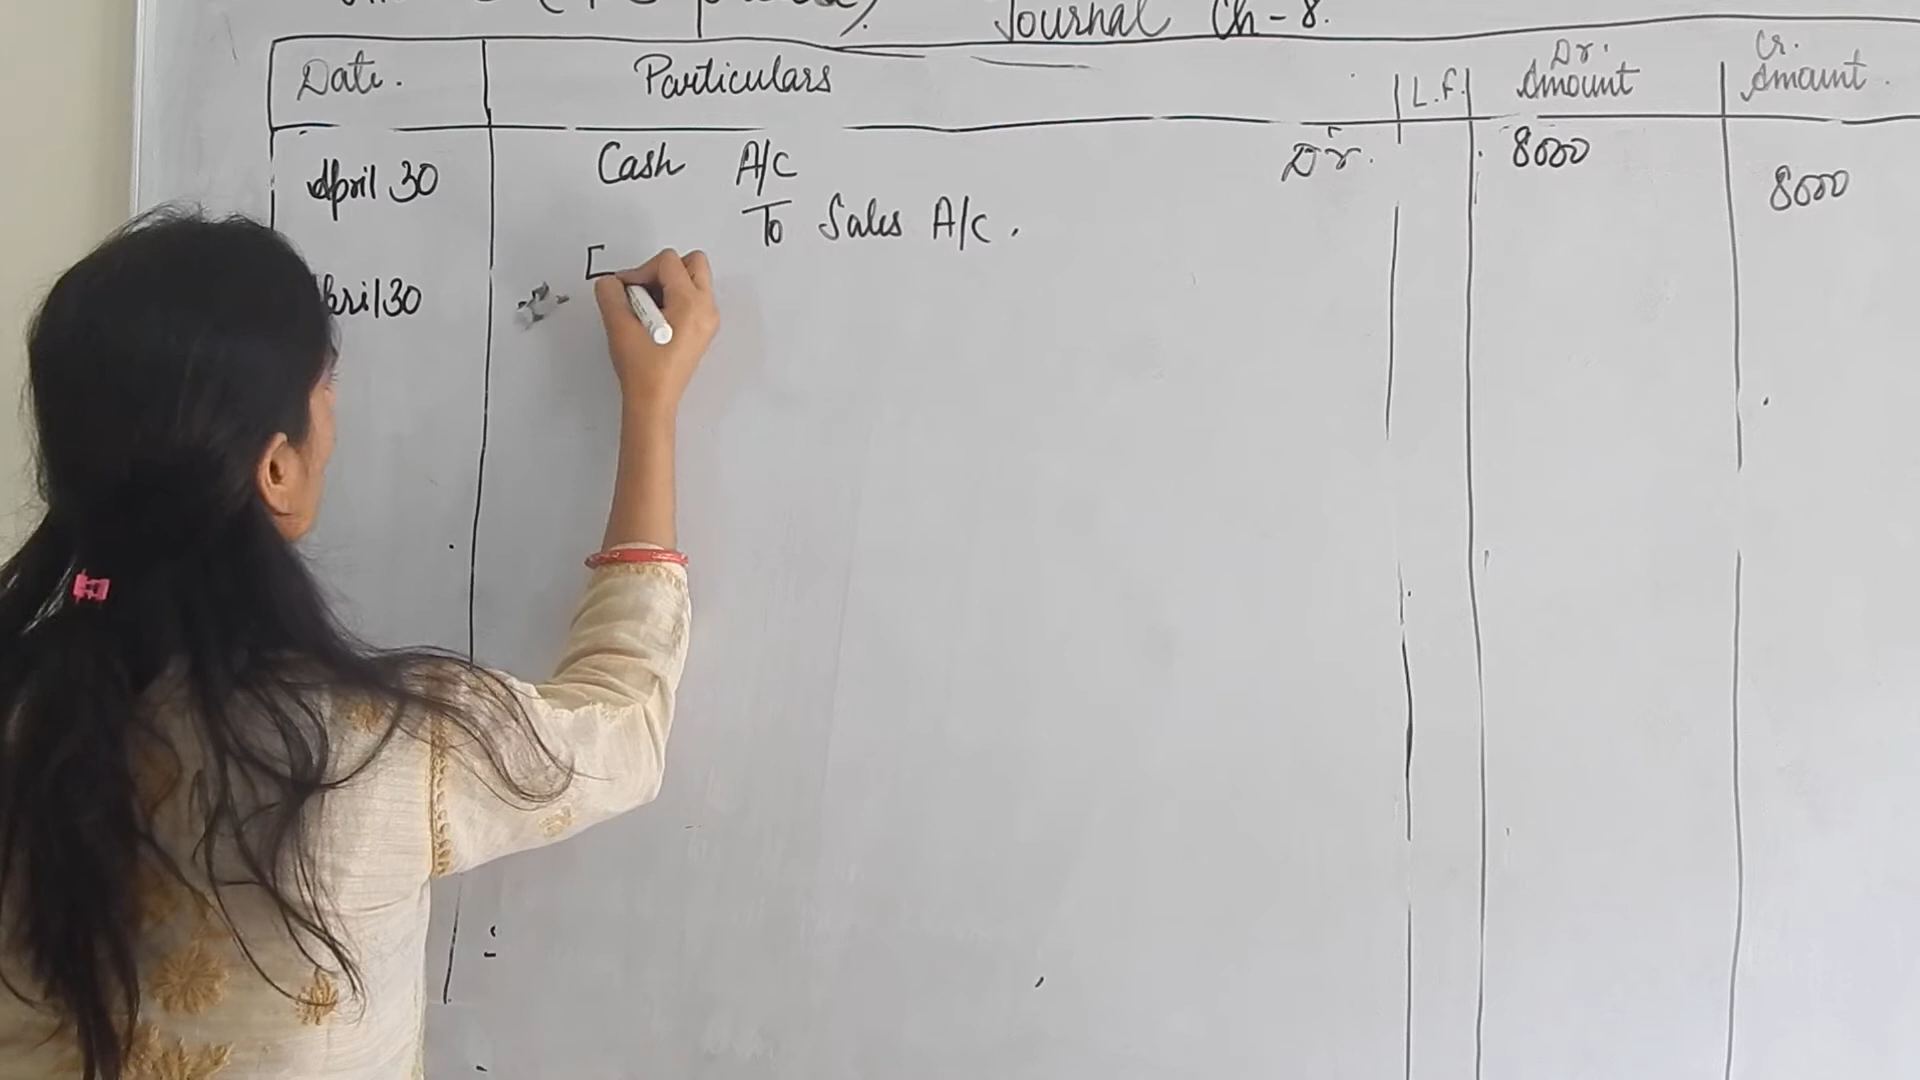 Journal Ch-8.
Date. Particulars L.F. Dr. Amount Cr. Amount.
April 30 Cash A/c Dr. 8000
To Sales A/c. 8000
April 30